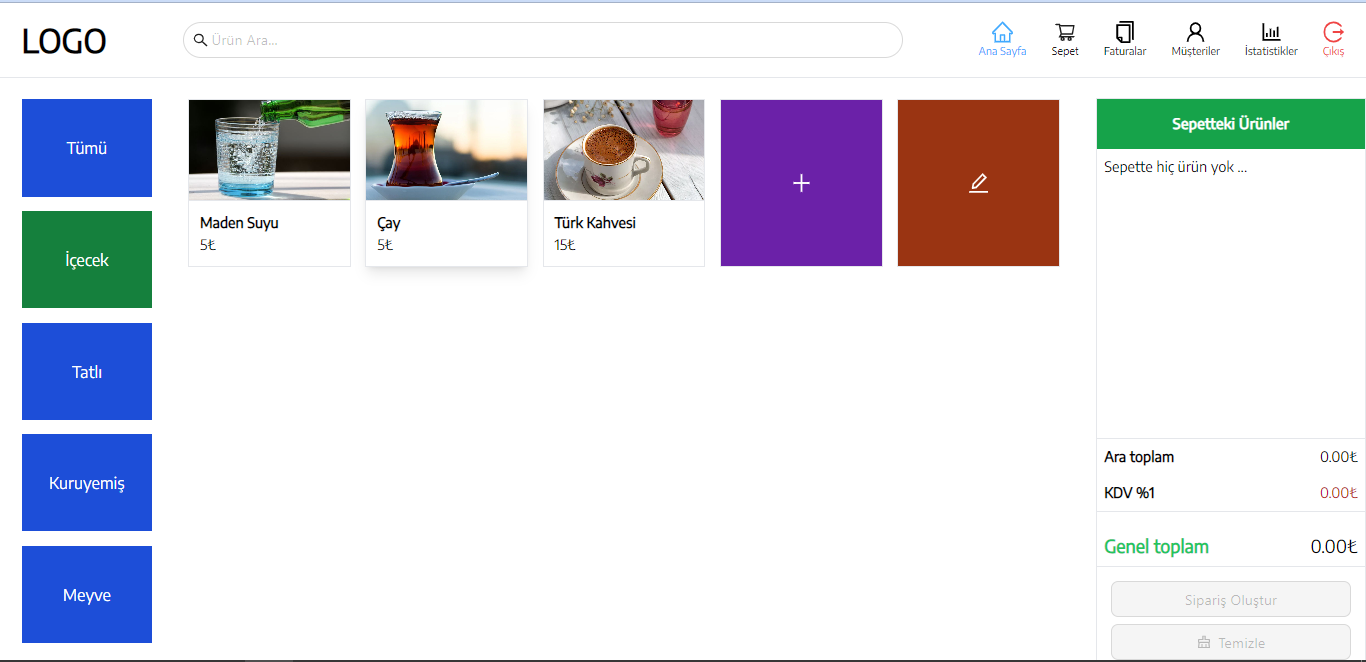 LOGO
Ürün Ara...
Ana Sayfa
Sepet
Faturalar
Müşteriler
İstatistikler
Çıkış
Tümü
İçecek
Tatlı
Kuruyemiş
Meyve
Maden Suyu
5₺
Çay
5₺
Türk Kahvesi
15₺
Sepetteki Ürünler
Sepette hiç ürün yok ...
Ara toplam 0.00₺
KDV %1 0.00₺
Genel toplam 0.00₺
Sipariş Oluştur
Temizle